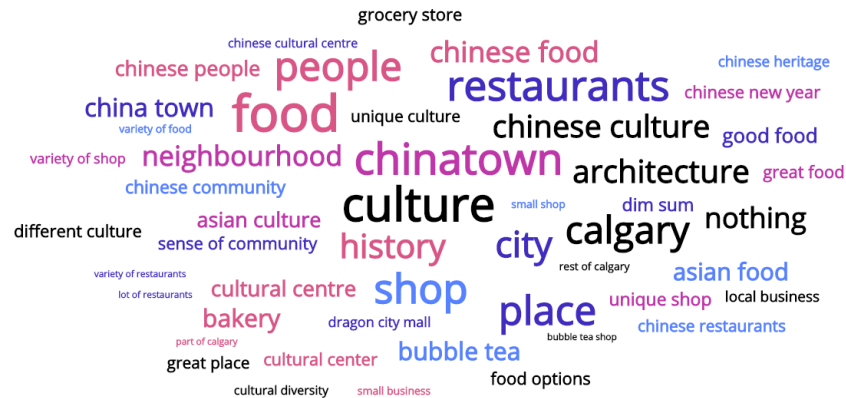 grocery store
chinese cultural centre
chinese people
people
chinese food
restaurants
chinese heritage
chinese new year
china town
variety of food
food
unique culture
chinese culture
good food
variety of shop
neighbourhood
chinatown
architecture
great food
chinese community
culture
small shop
dim sum
different culture
asian culture
sense of community
history
city
calgary
nothing
variety of restaurants
lot of restaurants
cultural centre
shop
rest of calgary
asian food
bakery
dragon city mall
place
unique shop
local business
chinese restaurants
part of calgary
great place
cultural center
bubble tea
bubble tea shop
food options
cultural diversity
small business